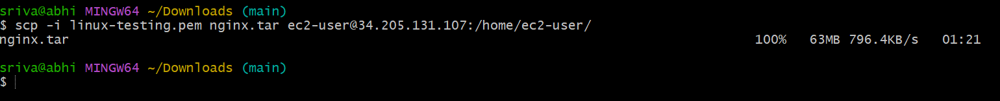 sriva@abhi MINGW64 ~/Downloads (main)
$ scp -i linux-testing.pem nginx.tar ec2-user@34.205.131.107:/home/ec2-user/
nginx.tar 100% 63MB 796.4KB/s 01:21
sriva@abhi MINGW64 ~/Downloads (main)
$